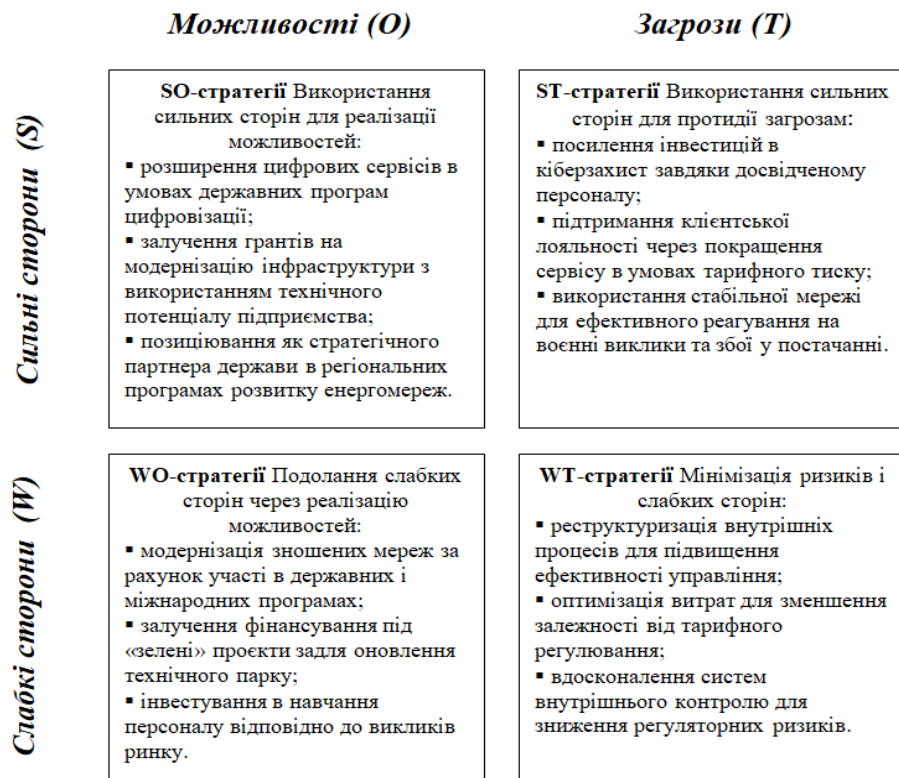 Можливості (O)
Загрози (T)
Сильні сторони (S)
SO-стратегії Використання
сильних сторін для реалізації
можливостей:
▪ розширення цифрових сервісів в
умовах державних програм
цифровізації;
▪ залучення грантів на
модернізацію інфраструктури з
використанням технічного
потенціалу підприємства;
▪ позиціювання як стратегічного
партнера держави в регіональних
програмах розвитку енергомереж.
ST-стратегії Використання сильних
сторін для протидії загрозам:
▪ посилення інвестицій в
кіберзахист завдяки досвідченому
персоналу;
▪ підтримання клієнтської
лояльності через покращення
сервісу в умовах тарифного тиску;
▪ використання стабільної мережі
для ефективного реагування на
воєнні виклики та збої у постачанні.
Слабкі сторони (W)
WO-стратегії Подолання слабких
сторін через реалізацію
можливостей:
▪ модернізація зношених мереж за
рахунок участі в державних і
міжнародних програмах;
▪ залучення фінансування під
«зелені» проєкти задля оновлення
технічного парку;
▪ інвестування в навчання
персоналу відповідно до викликів
ринку.
WT-стратегії Мінімізація ризиків і
слабких сторін:
▪ реструктуризація внутрішніх
процесів для підвищення
ефективності управління;
▪ оптимізація витрат для зменшення
залежності від тарифного
регулювання;
▪ вдосконалення систем
внутрішнього контролю для
зниження регуляторних ризиків.